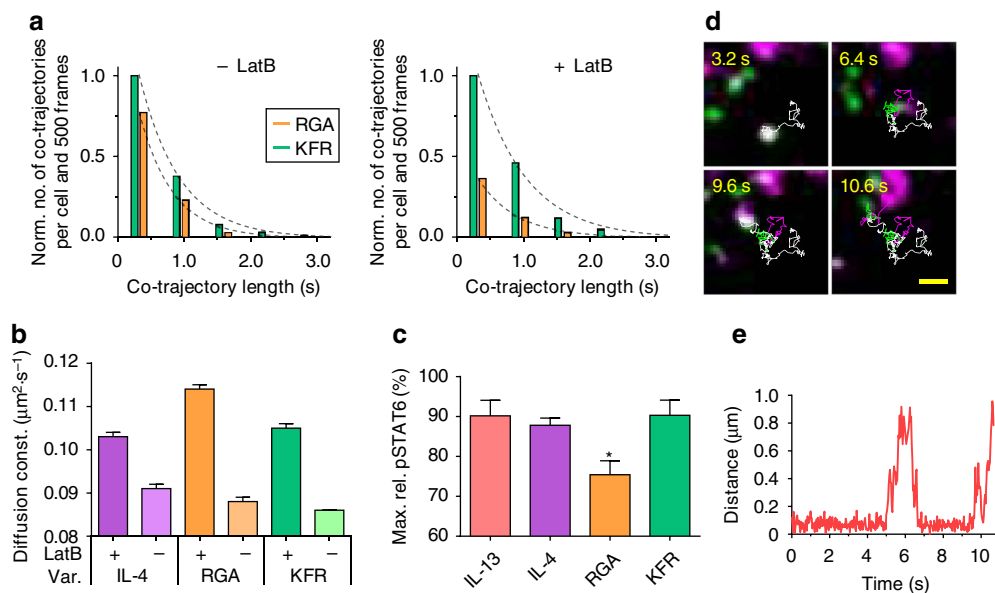 a
Norm. no. of co-trajectories
per cell and 500 frames
1.0
0.5
0.0
0
1.0
2.0
3.0
Co-trajectory length (s)
– LatB
RGA
KFR
Norm. no. of co-trajectories
per cell and 500 frames
1.0
0.5
0.0
0
1.0
2.0
3.0
Co-trajectory length (s)
+ LatB
d
3.2 s
6.4 s
9.6 s
10.6 s
b
Diffusion const. (μm²·s⁻¹)
0.12
0.11
0.10
0.09
0.08
LatB + – + – + –
Var. IL-4 RGA KFR
c
Max. rel. pSTAT6 (%)
100
90
80
70
60
*
IL-13
IL-4
RGA
KFR
e
Distance (μm)
1.0
0.8
0.6
0.4
0.2
0
0 2 4 6 8 10
Time (s)